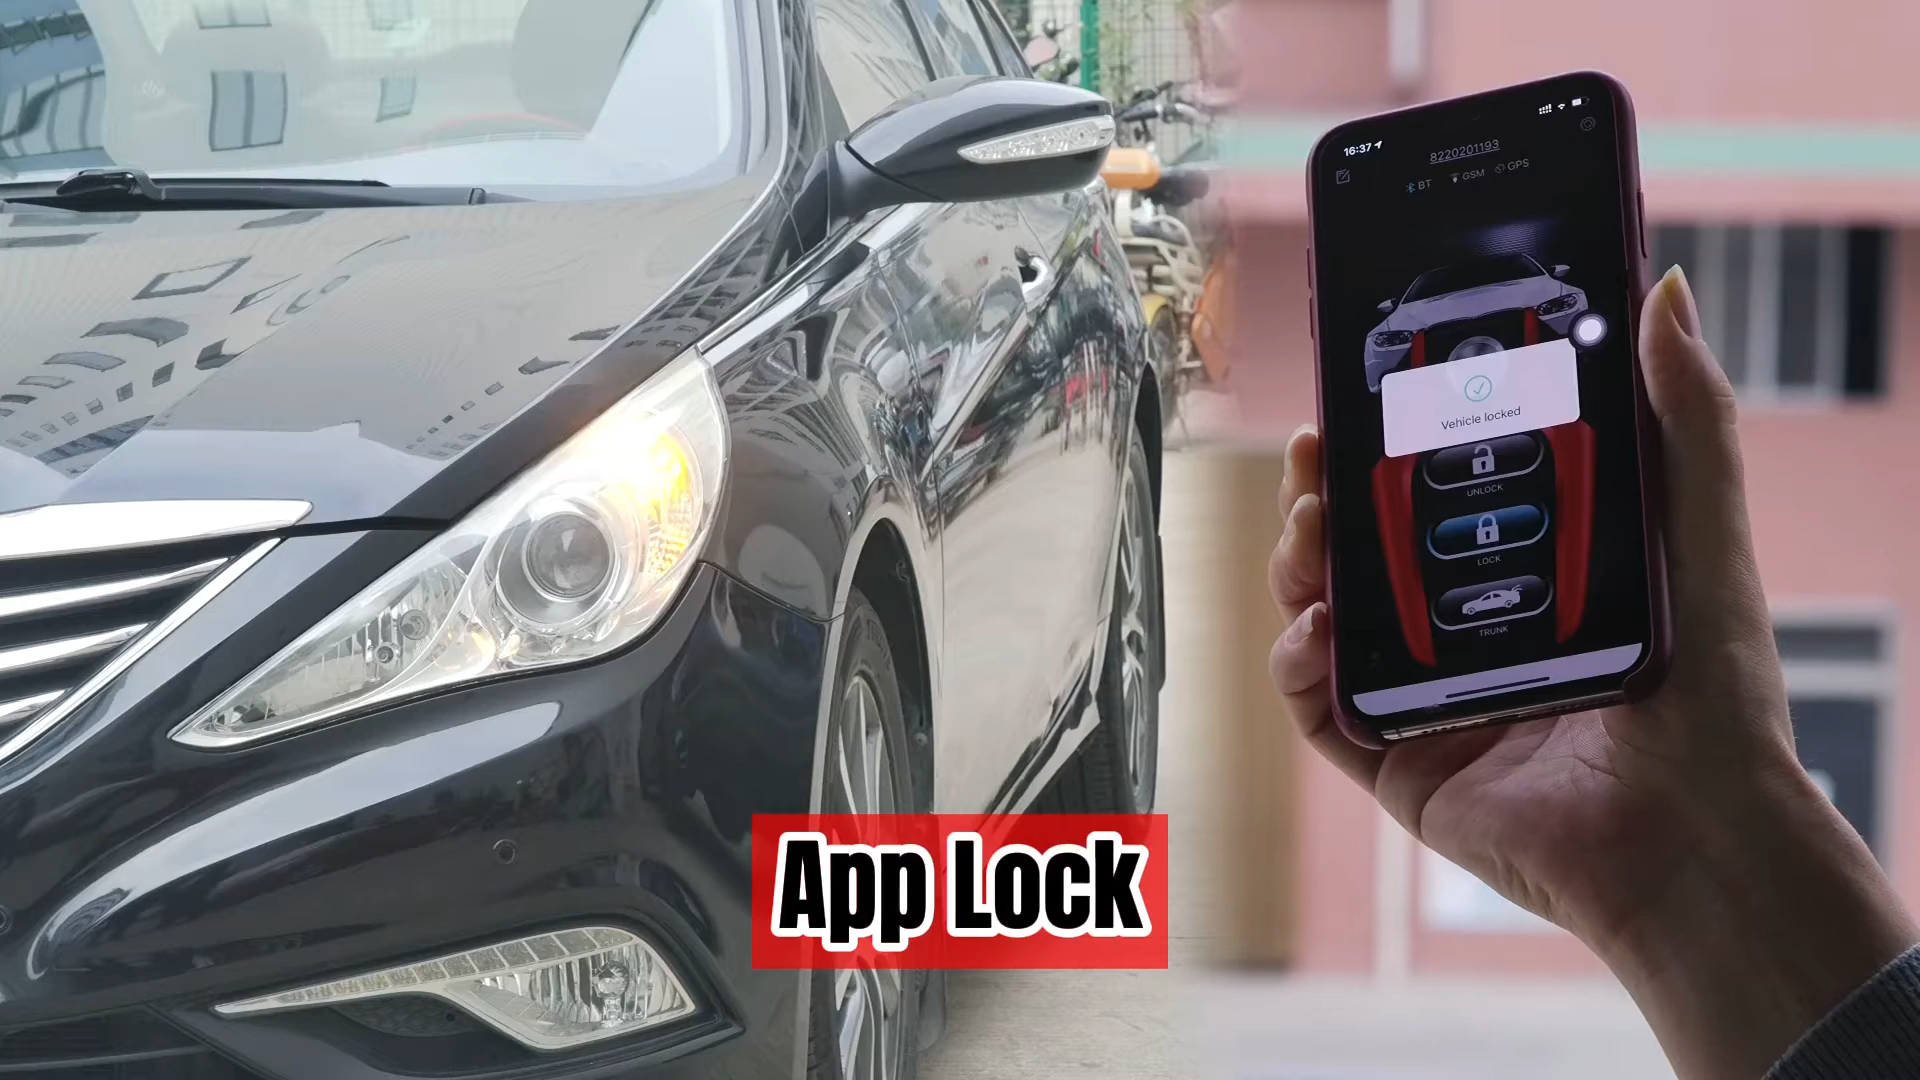 16:37
8220201193
BT GSM GPS
Vehicle locked
UNLOCK
LOCK
TRUNK
App Lock